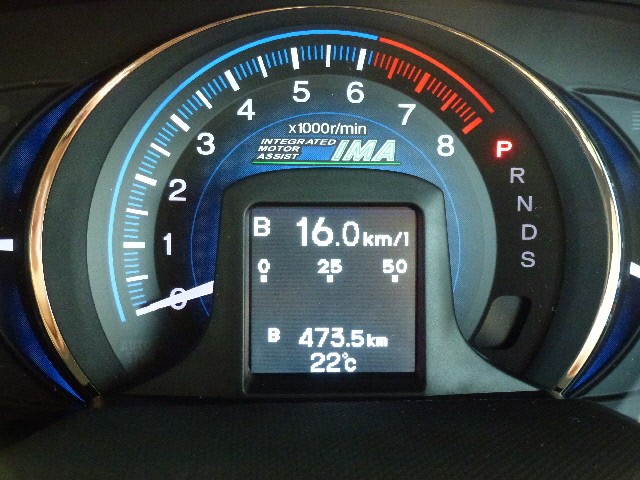 0
1
2
3
4
5
6
7
8
x1000r/min
INTEGRATED
MOTOR
ASSIST
IMA
P
R
N
D
S
B 16.0km/l
0 25 50
B 473.5km
22°C